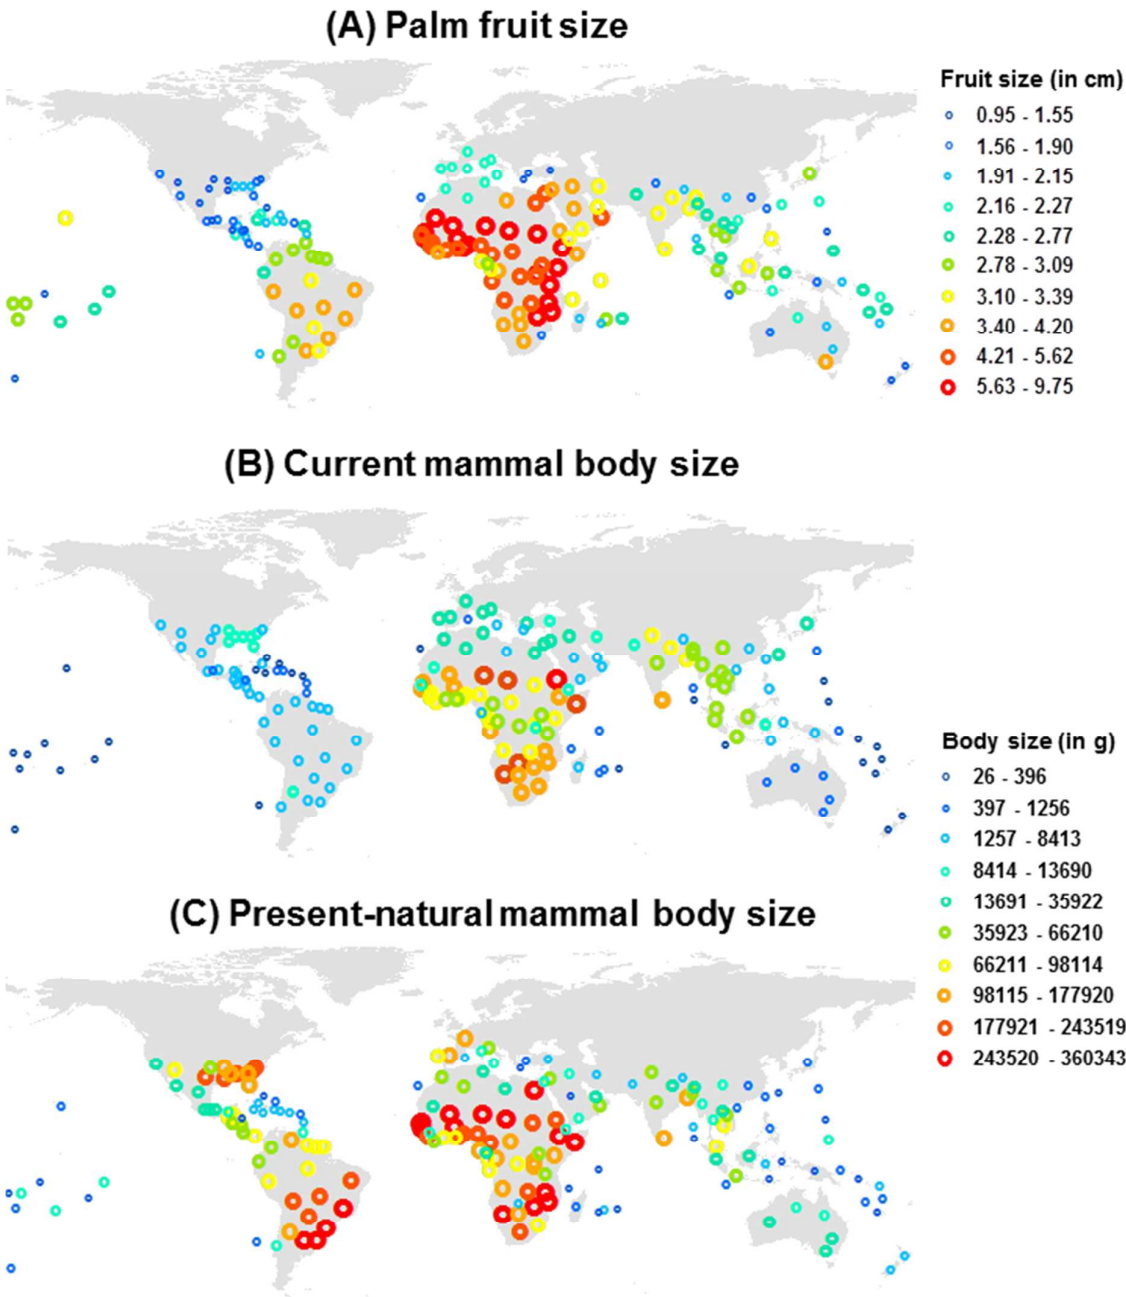 (A) Palm fruit size
Fruit size (in cm)
0.95 - 1.55
1.56 - 1.90
1.91 - 2.15
2.16 - 2.27
2.28 - 2.77
2.78 - 3.09
3.10 - 3.39
3.40 - 4.20
4.21 - 5.62
5.63 - 9.75
(B) Current mammal body size
Body size (in g)
26 - 396
397 - 1256
1257 - 8413
8414 - 13690
13691 - 35922
35923 - 66210
66211 - 98114
98115 - 177920
177921 - 243519
243520 - 360343
(C) Present-natural mammal body size